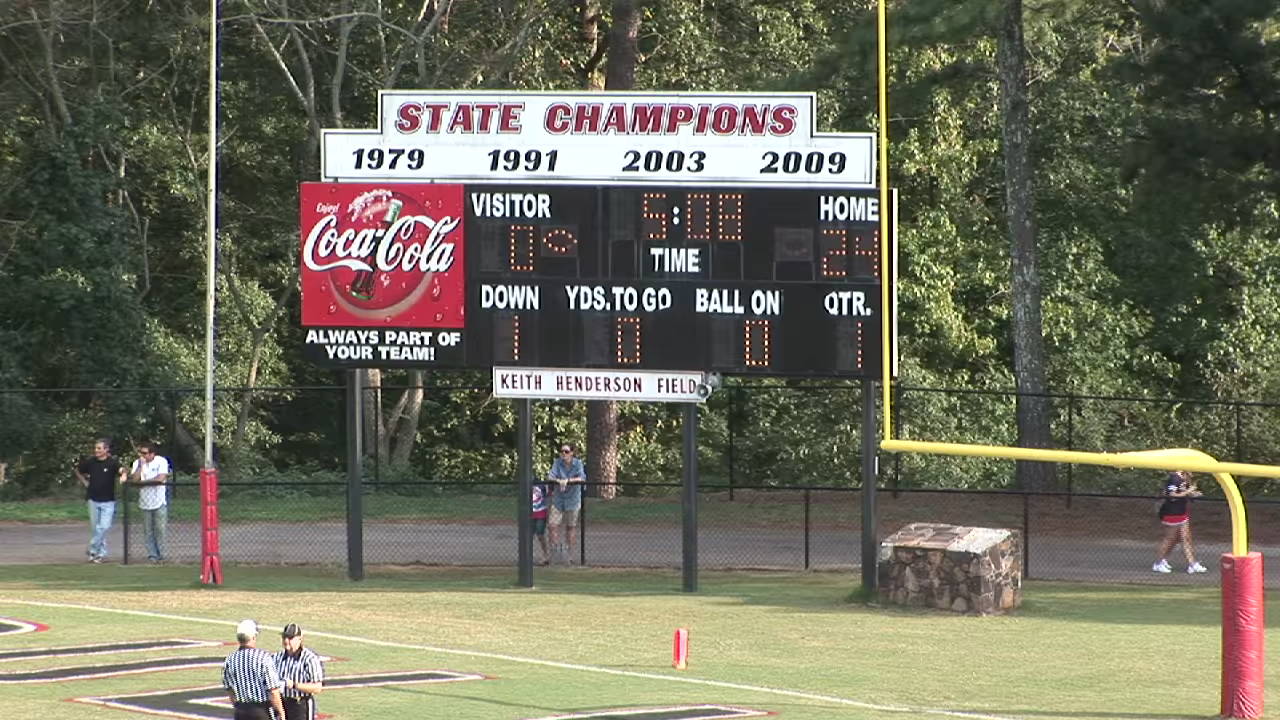 STATE CHAMPIONS
1979 1991 2003 2009
Enjoy!
Coca-Cola
ALWAYS PART OF
YOUR TEAM!
VISITOR 5:08 HOME
0 TIME 24
DOWN YDS. TO GO BALL ON QTR.
1 0 0 1
KEITH HENDERSON FIELD